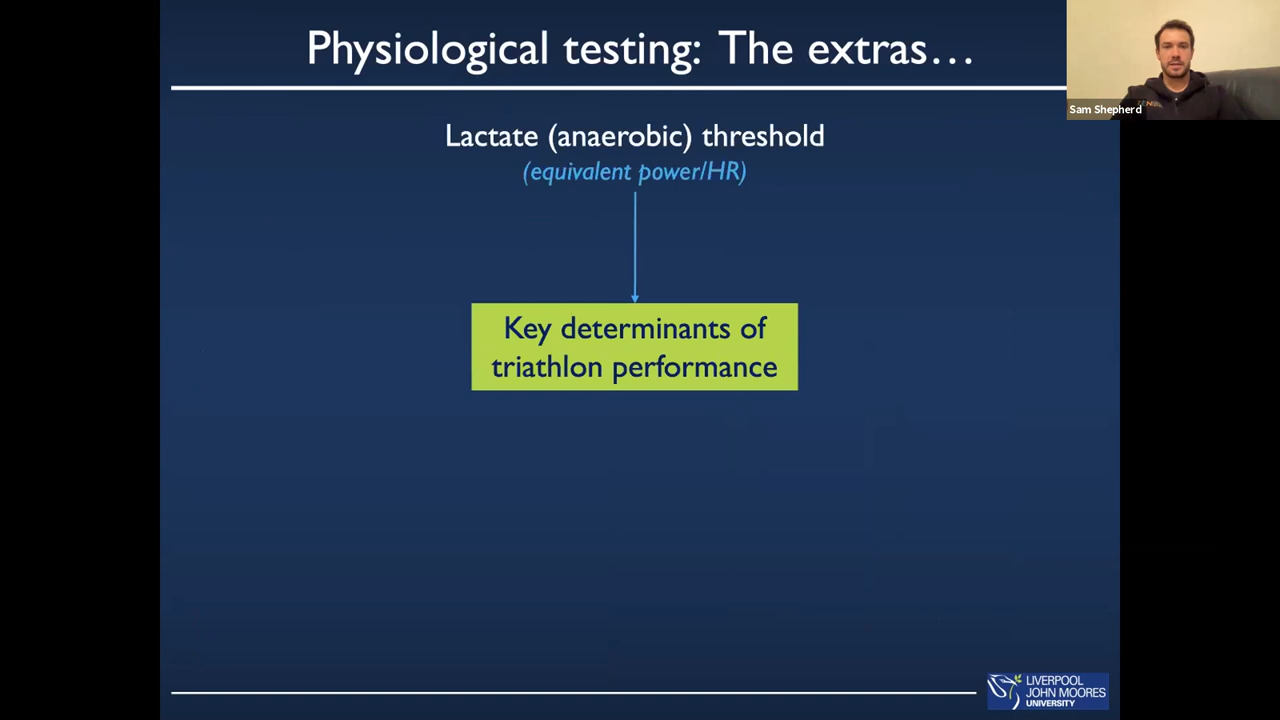 Physiological testing: The extras…
Sam Shepherd
Lactate (anaerobic) threshold
(equivalent power/HR)
Key determinants of
triathlon performance
LIVERPOOL
JOHN MOORES
UNIVERSITY